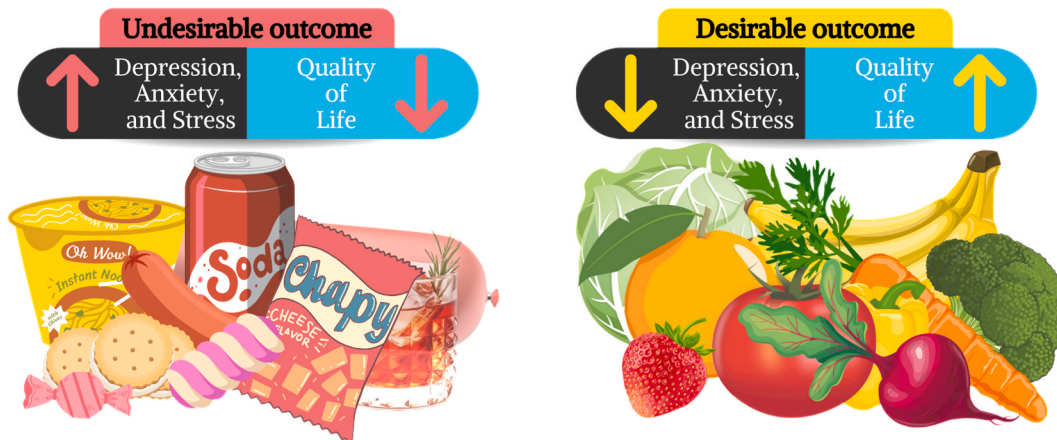 Undesirable outcome
Depression,
Anxiety,
and Stress
Quality
of
Life
Desirable outcome
Depression,
Anxiety,
and Stress
Quality
of
Life
Oh Wow!
Instant Noo
Soda
Chapy
CHEESE
FLAVOR